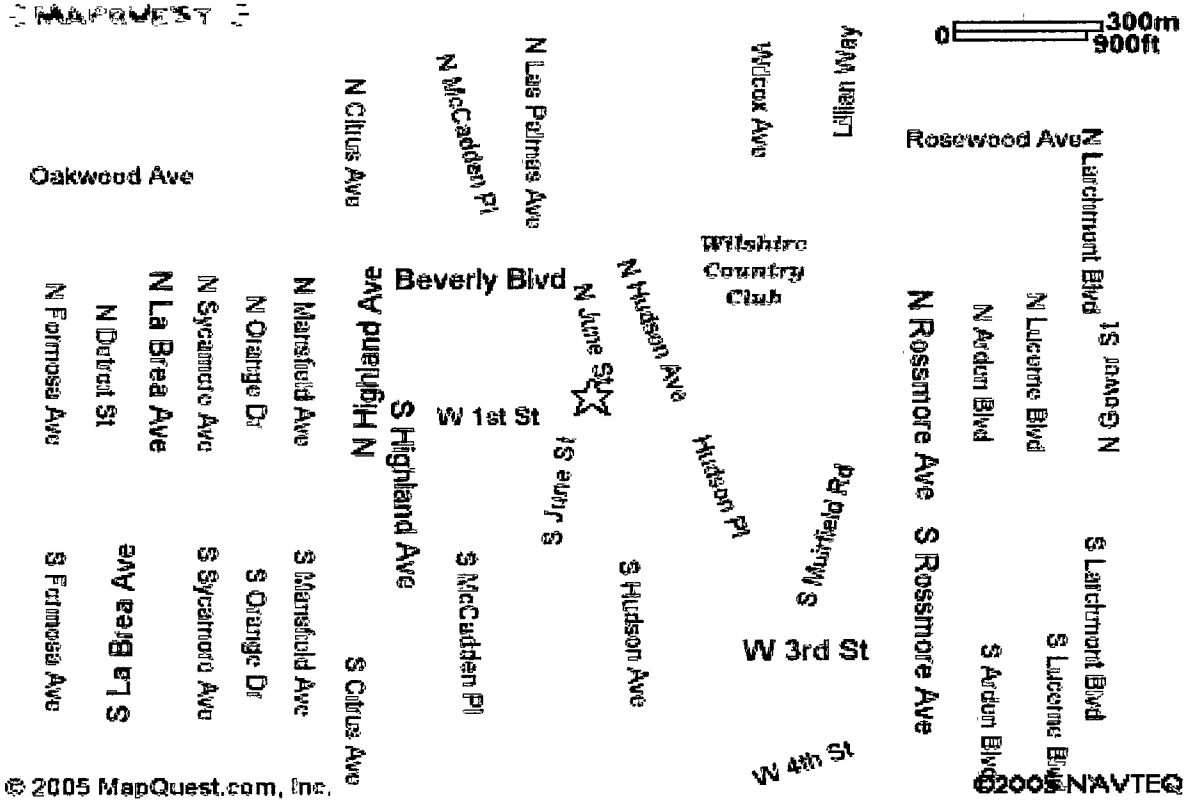 MAPQUEST
0 300m
900ft
N Citrus Ave
N McCadden Pl
N Las Palmas Ave
Wilcox Ave
Lillian Way
Rosewood Ave
N Larchmont Blvd
Oakwood Ave
Wilshire
Country
Club
Beverly Blvd
N Formosa Ave
N Detroit St
N La Brea Ave
N Sycamore Ave
N Orange Dr
N Mansfield Ave
N Highland Ave
N June St
N Hudson Ave
N Rossmore Ave
N Arden Blvd
N Lucerne Blvd
N Gower St
S Highland Ave
W 1st St
S June St
Hudson Pl
S Muirfield Rd
S Formosa Ave
S La Brea Ave
S Sycamore Ave
S Orange Dr
S Mansfield Ave
S Citrus Ave
S McCadden Pl
S Hudson Ave
W 3rd St
S Rossmore Ave
S Arden Blvd
S Lucerne Blvd
S Larchmont Blvd
W 4th St
© 2005 MapQuest.com, Inc.
©2005 NAVTEQ